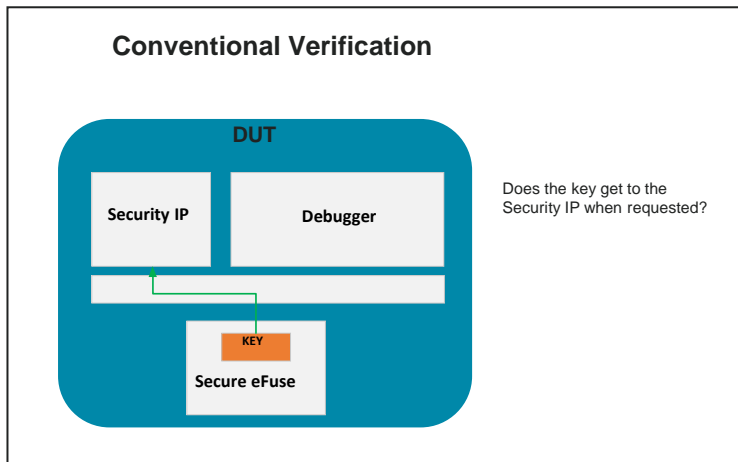 Conventional Verification
DUT
Security IP
Debugger
Does the key get to the
Security IP when requested?
KEY
Secure eFuse